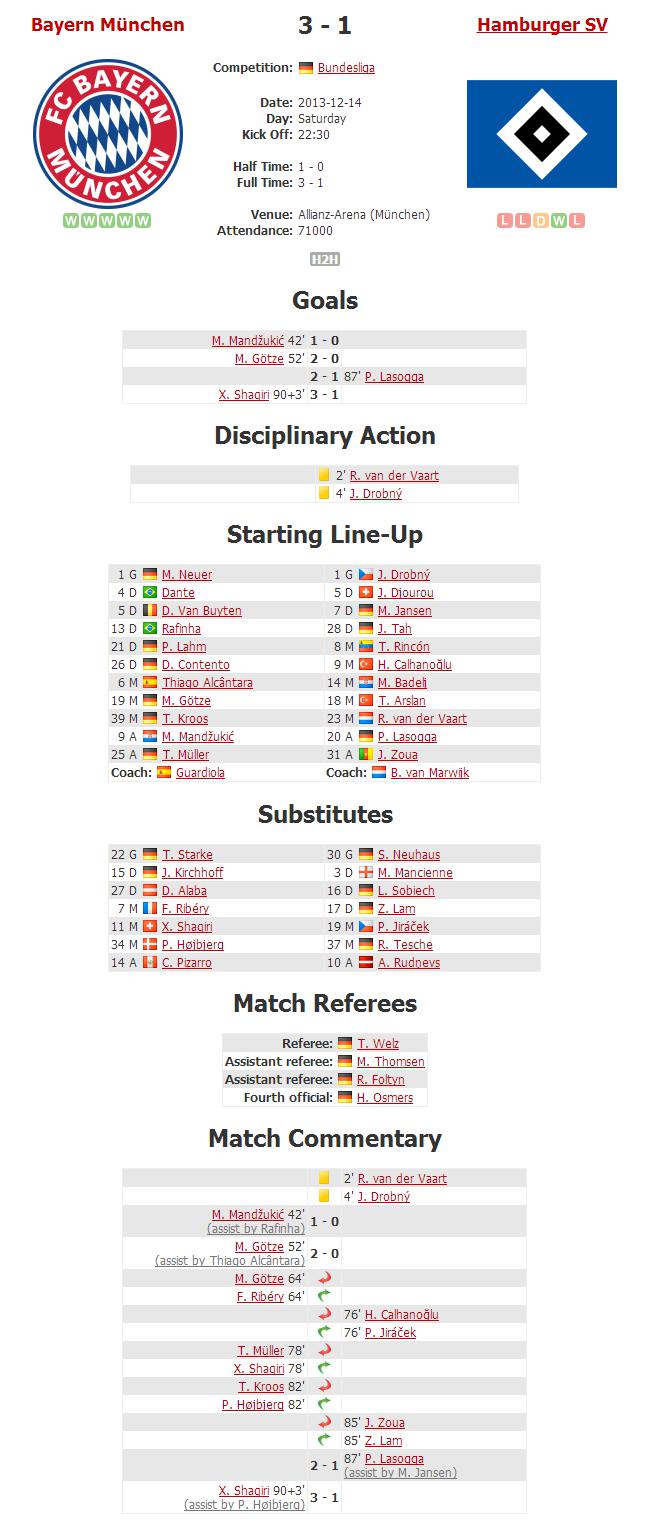 Bayern München 3 - 1 Hamburger SV
FC BAYERN
MÜNCHEN
Competition: Bundesliga
Date: 2013-12-14
Day: Saturday
Kick Off: 22:30
Half Time: 1 - 0
Full Time: 3 - 1
Venue: Allianz-Arena (München)
Attendance: 71000
W W W W W
L L D W L
H2H
Goals
M. Mandžukić 42' 1 - 0
M. Götze 52' 2 - 0
2 - 1 87' P. Lasogga
X. Shaqiri 90+3' 3 - 1
Disciplinary Action
2' R. van der Vaart
4' J. Drobný
Starting Line-Up
1 G M. Neuer 1 G J. Drobný
4 D Dante 5 D J. Djourou
5 D D. Van Buyten 7 D M. Jansen
13 D Rafinha 28 D J. Tah
21 D P. Lahm 8 M T. Rincón
26 D D. Contento 9 M H. Çalhanoğlu
6 M Thiago Alcântara 14 M M. Badelj
19 M M. Götze 18 M T. Arslan
39 M T. Kroos 23 M R. van der Vaart
9 A M. Mandžukić 20 A P. Lasogga
25 A T. Müller 31 A J. Zoua
Coach: Guardiola Coach: B. van Marwijk
Substitutes
22 G T. Starke 30 G S. Neuhaus
15 D J. Kirchhoff 3 D M. Mancienne
27 D D. Alaba 16 D L. Sobiech
7 M F. Ribéry 17 D Z. Lam
11 M X. Shaqiri 19 M P. Jiráček
34 M P. Højbjerg 37 M R. Tesche
14 A C. Pizarro 10 A A. Rudņevs
Match Referees
Referee: T. Welz
Assistant referee: M. Thomsen
Assistant referee: R. Foltyn
Fourth official: H. Osmers
Match Commentary
2' R. van der Vaart
4' J. Drobný
M. Mandžukić 42' 1 - 0
(assist by Rafinha)
M. Götze 52' 2 - 0
(assist by Thiago Alcântara)
M. Götze 64'
F. Ribéry 64'
76' H. Çalhanoğlu
76' P. Jiráček
T. Müller 78'
X. Shaqiri 78'
T. Kroos 82'
P. Højbjerg 82'
85' J. Zoua
85' Z. Lam
2 - 1 87' P. Lasogga
(assist by M. Jansen)
X. Shaqiri 90+3' 3 - 1
(assist by P. Højbjerg)